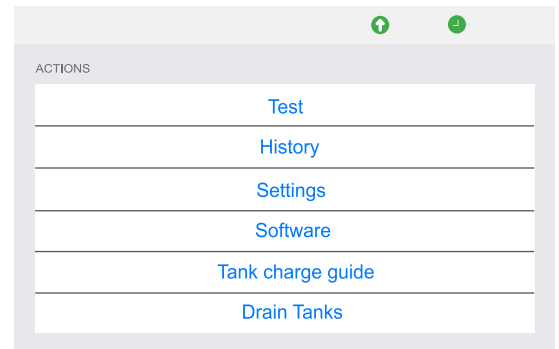 ACTIONS
Test
History
Settings
Software
Tank charge guide
Drain Tanks